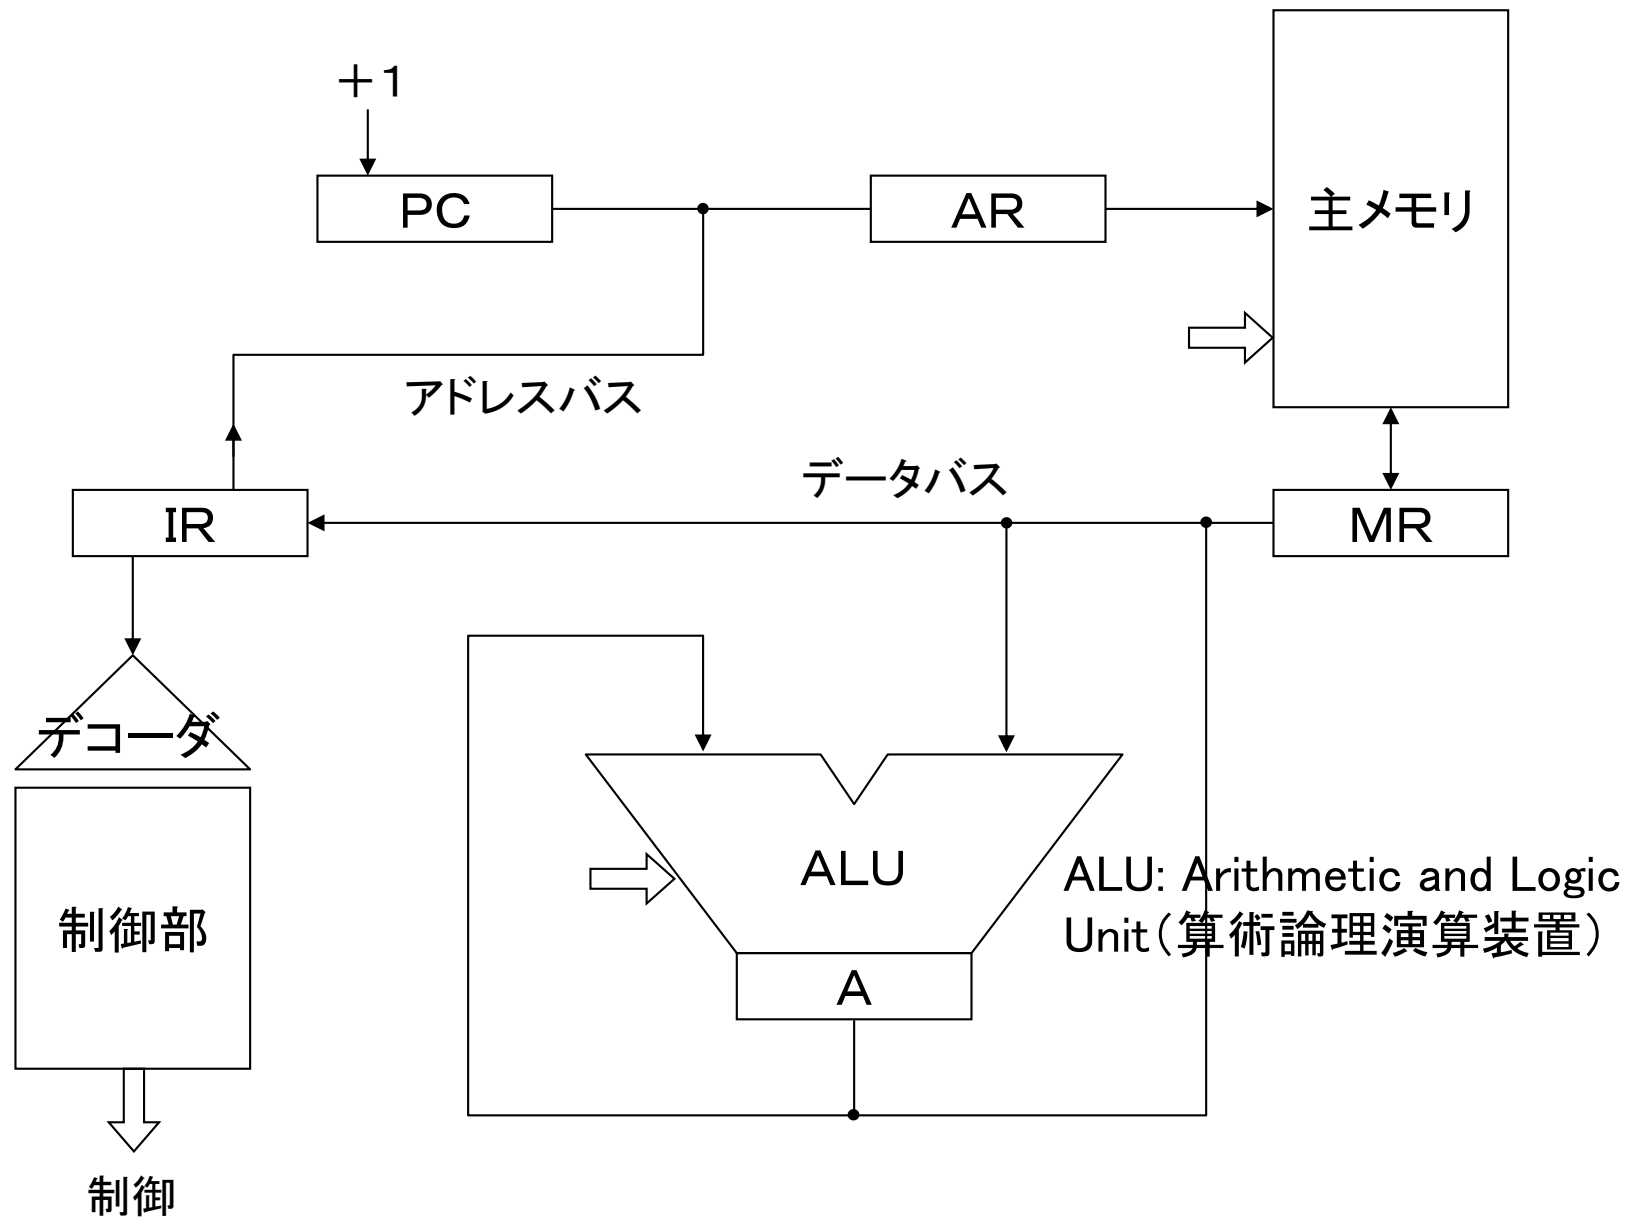 ＋１
PC
AR
主メモリ
アドレスバス
データバス
IR
MR
デコーダ
ALU
ALU: Arithmetic and Logic
Unit（算術論理演算装置）
制御部
A
制御